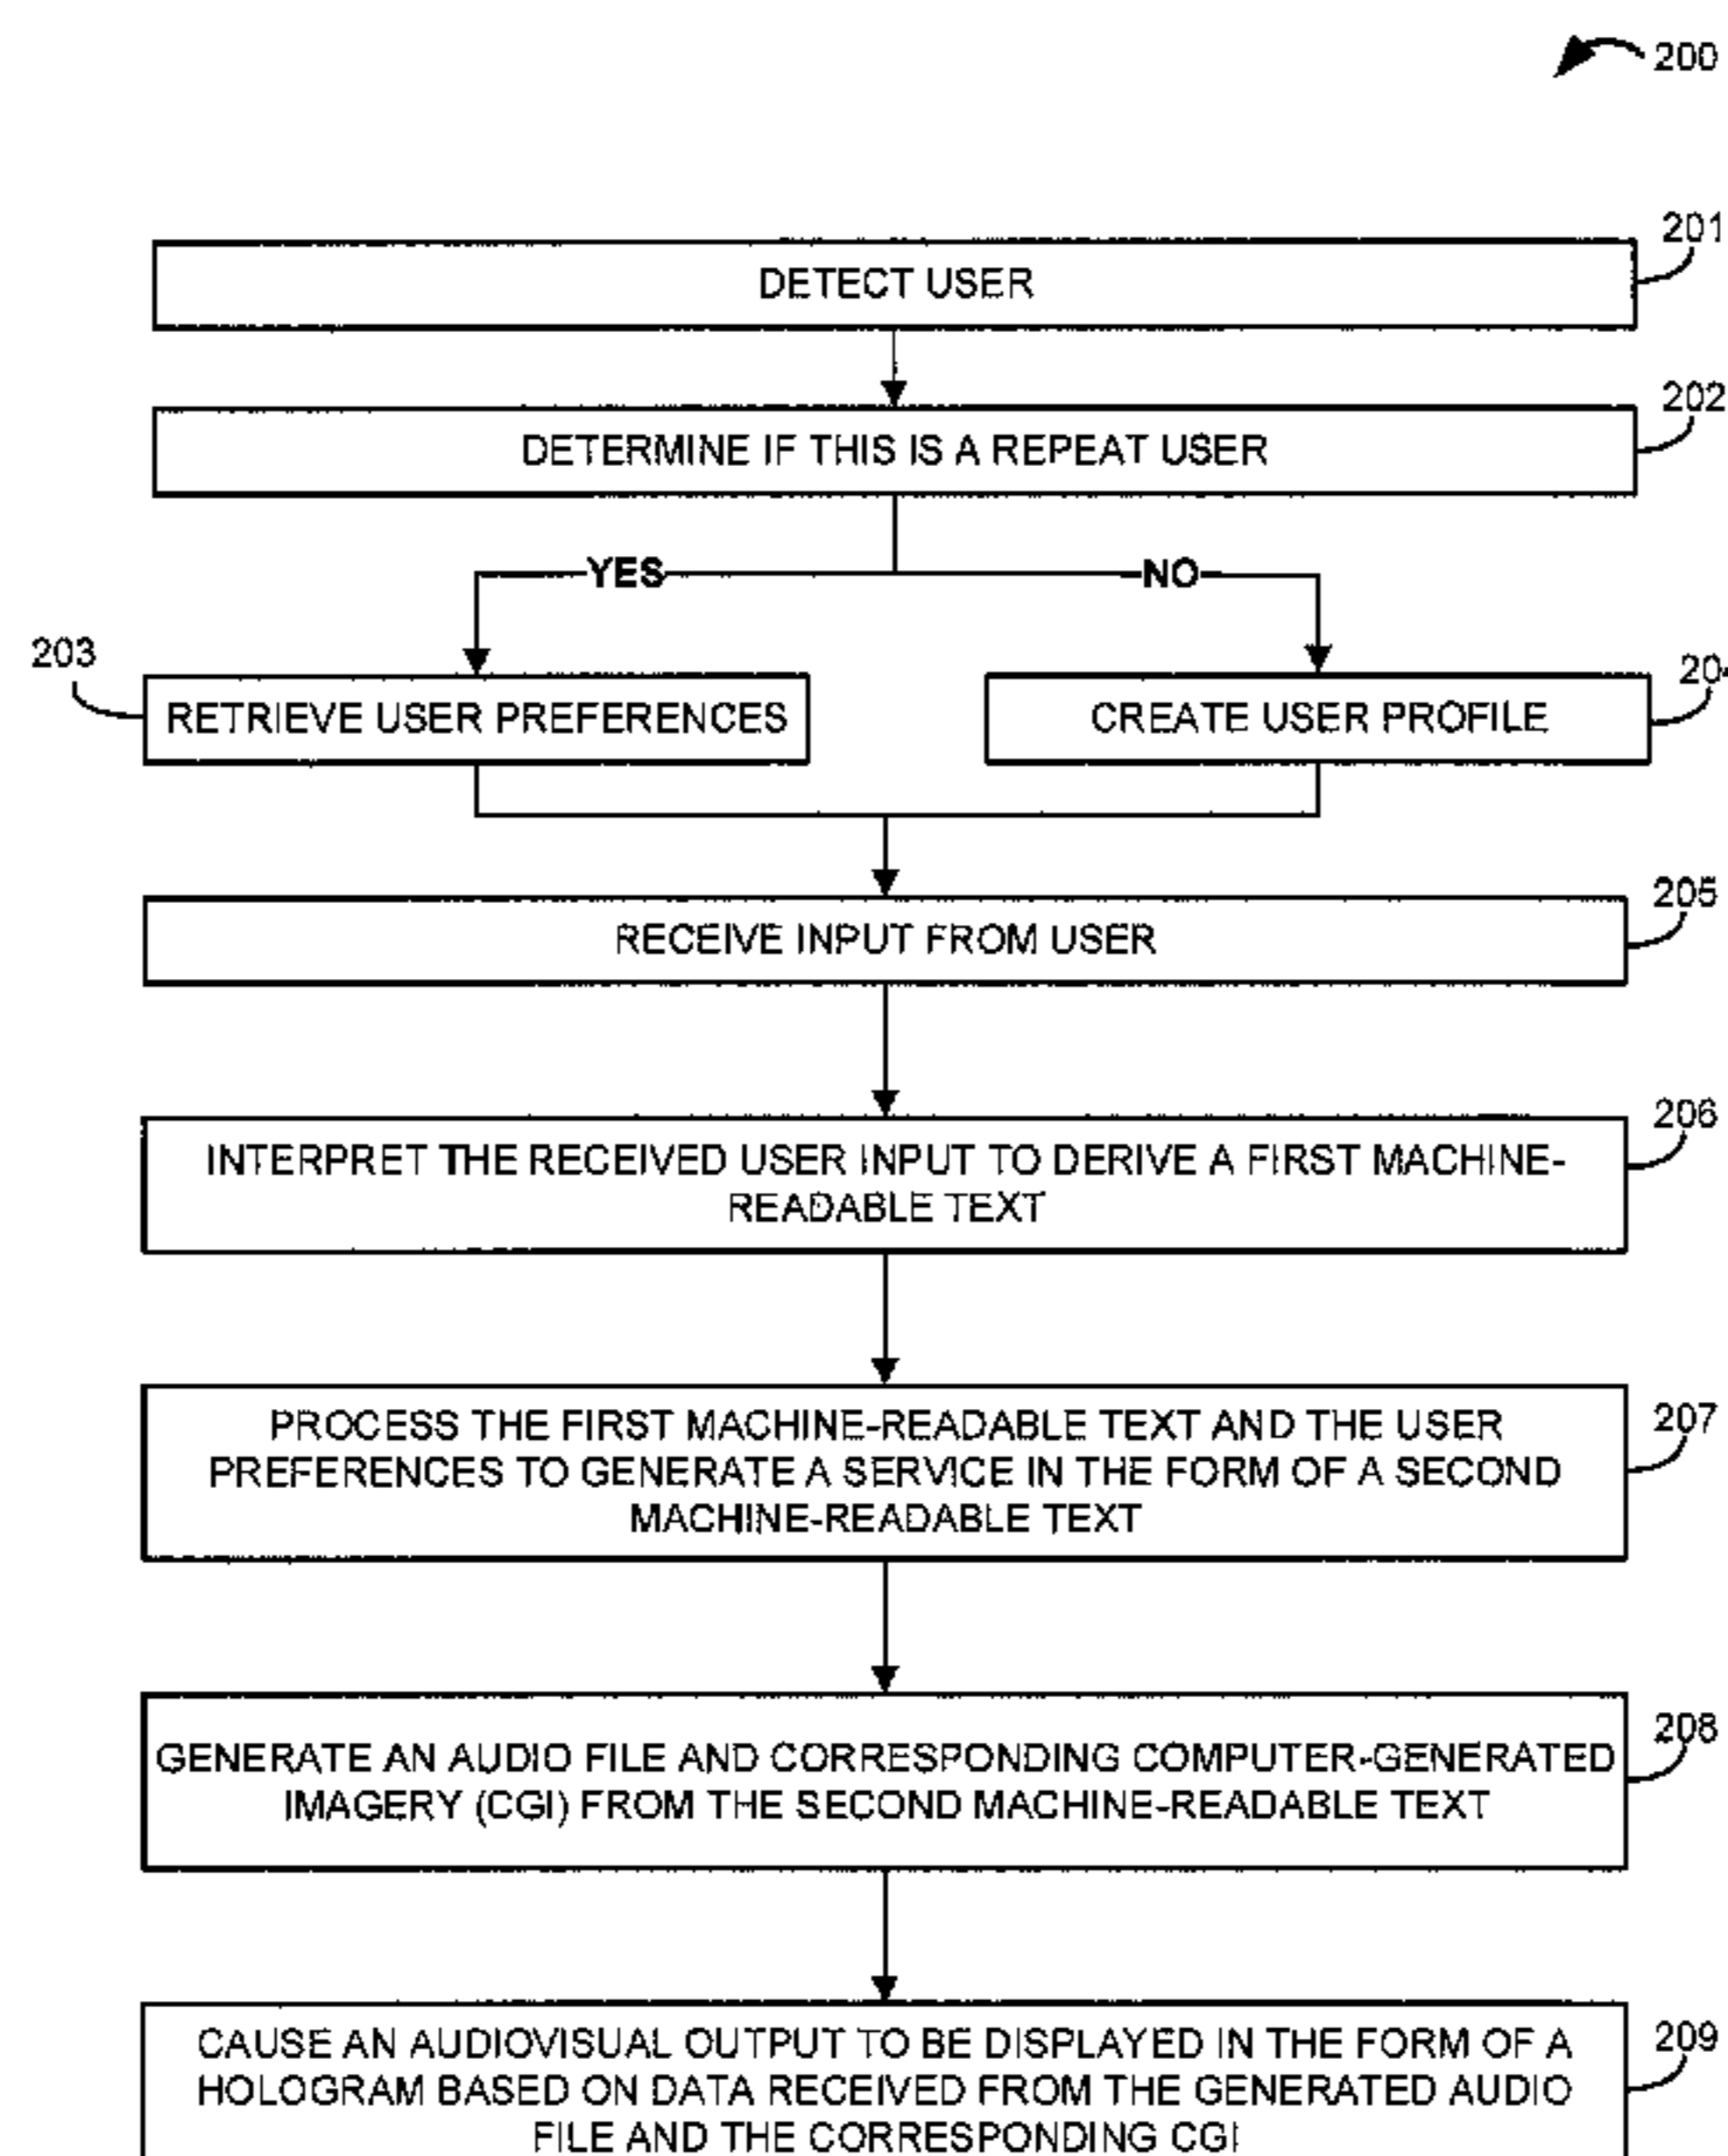 200
201
DETECT USER
202
DETERMINE IF THIS IS A REPEAT USER
YES
NO
203
RETRIEVE USER PREFERENCES
CREATE USER PROFILE
205
RECEIVE INPUT FROM USER
206
INTERPRET THE RECEIVED USER INPUT TO DERIVE A FIRST MACHINE-
READABLE TEXT
207
PROCESS THE FIRST MACHINE-READABLE TEXT AND THE USER
PREFERENCES TO GENERATE A SERVICE IN THE FORM OF A SECOND
MACHINE-READABLE TEXT
208
GENERATE AN AUDIO FILE AND CORRESPONDING COMPUTER-GENERATED
IMAGERY (CGI) FROM THE SECOND MACHINE-READABLE TEXT
209
CAUSE AN AUDIOVISUAL OUTPUT TO BE DISPLAYED IN THE FORM OF A
HOLOGRAM BASED ON DATA RECEIVED FROM THE GENERATED AUDIO
FILE AND THE CORRESPONDING CGI